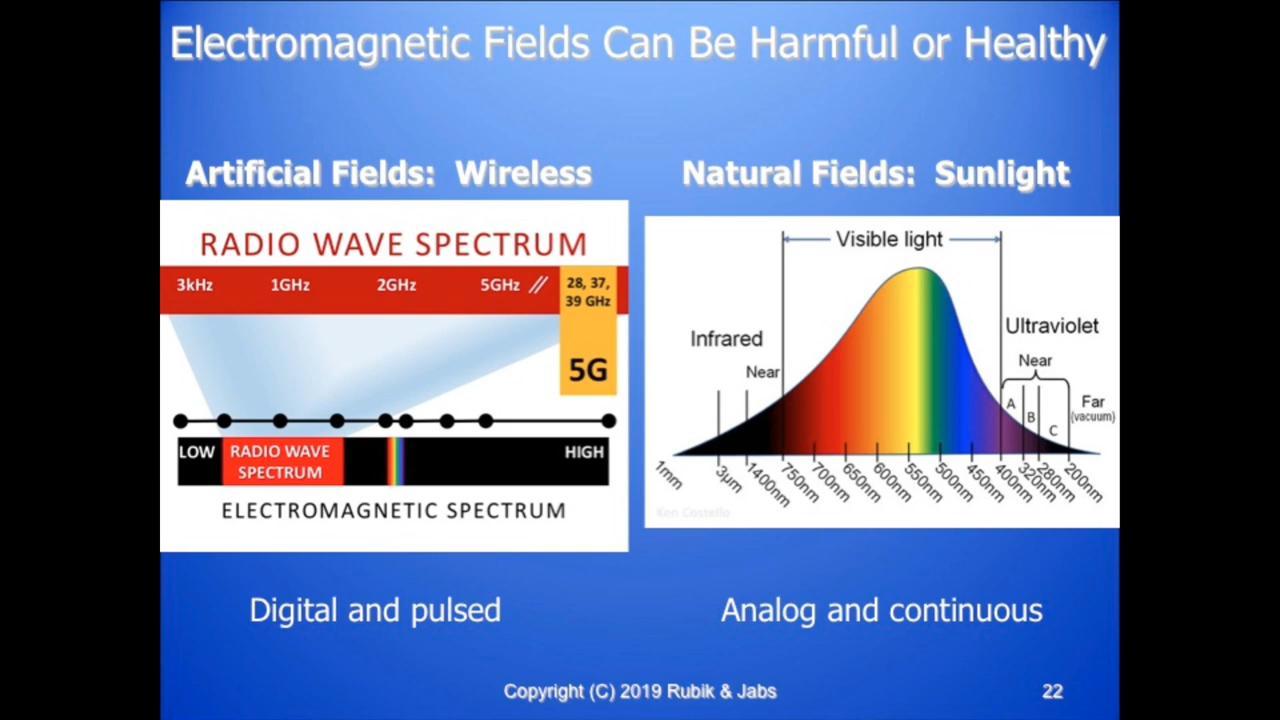 Electromagnetic Fields Can Be Harmful or Healthy
Artificial Fields: Wireless
RADIO WAVE SPECTRUM
3kHz 1GHz 2GHz 5GHz // 28, 37,
39 GHz
5G
LOW RADIO WAVE HIGH
SPECTRUM
ELECTROMAGNETIC SPECTRUM
Digital and pulsed
Natural Fields: Sunlight
Visible light
Infrared
Near
Ultraviolet
Near
A B C
Far
(vacuum)
1mm 3μm 1400nm 750nm 700nm 650nm 600nm 550nm 500nm 450nm 400nm 320nm 280nm 200nm
Ken Costello
Analog and continuous
Copyright (C) 2019 Rubik & Jabs
22